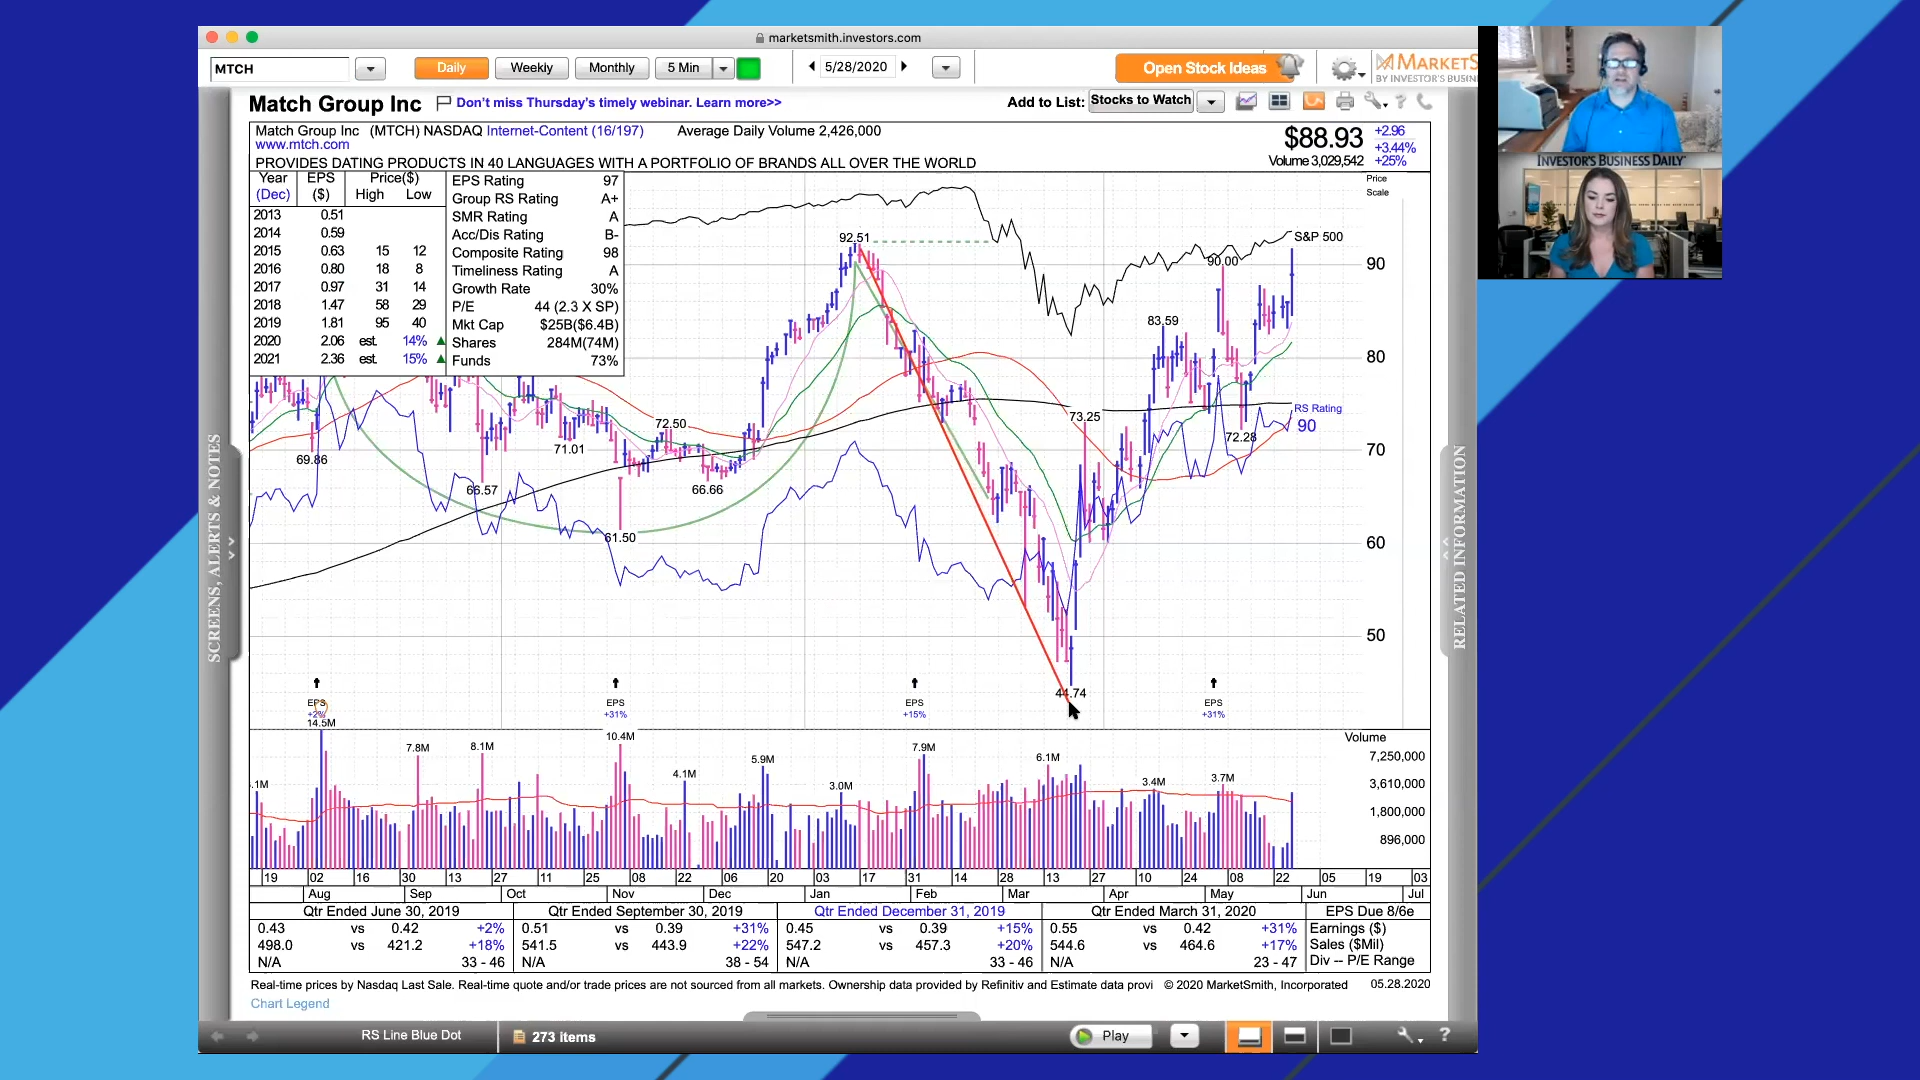 marketsmith.investors.com
MTCH Daily Weekly Monthly 5 Min 5/28/2020 Open Stock Ideas MARKETS
BY INVESTOR'S BUSIN
Match Group Inc Don't miss Thursday's timely webinar. Learn more>> Add to List: Stocks to Watch
Match Group Inc (MTCH) NASDAQ Internet-Content (16/197) Average Daily Volume 2,426,000 $88.93 +2.96
www.mtch.com +3.44%
Volume 3,029,542 +25%
PROVIDES DATING PRODUCTS IN 40 LANGUAGES WITH A PORTFOLIO OF BRANDS ALL OVER THE WORLD
INVESTOR'S BUSINESS DAILY
Year EPS Price($)
(Dec) ($) High Low
2013 0.51
2014 0.59
2015 0.63 15 12
2016 0.80 18 8
2017 0.97 31 14
2018 1.47 58 29
2019 1.81 95 40
2020 2.06 est. 14%
2021 2.36 est. 15%
EPS Rating 97
Group RS Rating A+
SMR Rating A
Acc/Dis Rating B-
Composite Rating 98
Timeliness Rating A
Growth Rate 30%
P/E 44 (2.3 X SP)
Mkt Cap $25B($6.4B)
Shares 284M(74M)
Funds 73%
Price
Scale
92.51
S&P 500
90.00
90
83.59
80
RS Rating
90
73.25
72.50
72.28
71.01
70
69.86
66.57
66.66
61.50
60
50
44.74
EPS EPS EPS EPS
+2% +31% +15% +31%
14.5M
10.4M
Volume
7.8M 8.1M 5.9M 7.9M 6.1M
4.1M 3.0M 3.4M 3.7M
.1M
7,250,000
3,610,000
1,800,000
896,000
19 02 16 30 13 27 11 25 08 22 06 20 03 17 31 14 28 13 27 10 24 08 22 05 19 03
Aug Sep Oct Nov Dec Jan Feb Mar Apr May Jun Jul
Qtr Ended June 30, 2019 Qtr Ended September 30, 2019 Qtr Ended December 31, 2019 Qtr Ended March 31, 2020 EPS Due 8/6e
0.43 vs 0.42 +2% 0.51 vs 0.39 +31% 0.45 vs 0.39 +15% 0.55 vs 0.42 +31% Earnings ($)
498.0 vs 421.2 +18% 541.5 vs 443.9 +22% 547.2 vs 457.3 +20% 544.6 vs 464.6 +17% Sales ($Mil)
N/A 33 - 46 N/A 38 - 54 N/A 33 - 46 N/A 23 - 47 Div -- P/E Range
Real-time prices by Nasdaq Last Sale. Real-time quote and/or trade prices are not sourced from all markets. Ownership data provided by Refinitiv and Estimate data provi © 2020 MarketSmith, Incorporated 05.28.2020
Chart Legend
SCREENS, ALERTS & NOTES
RELATED INFORMATION
RS Line Blue Dot 273 items Play